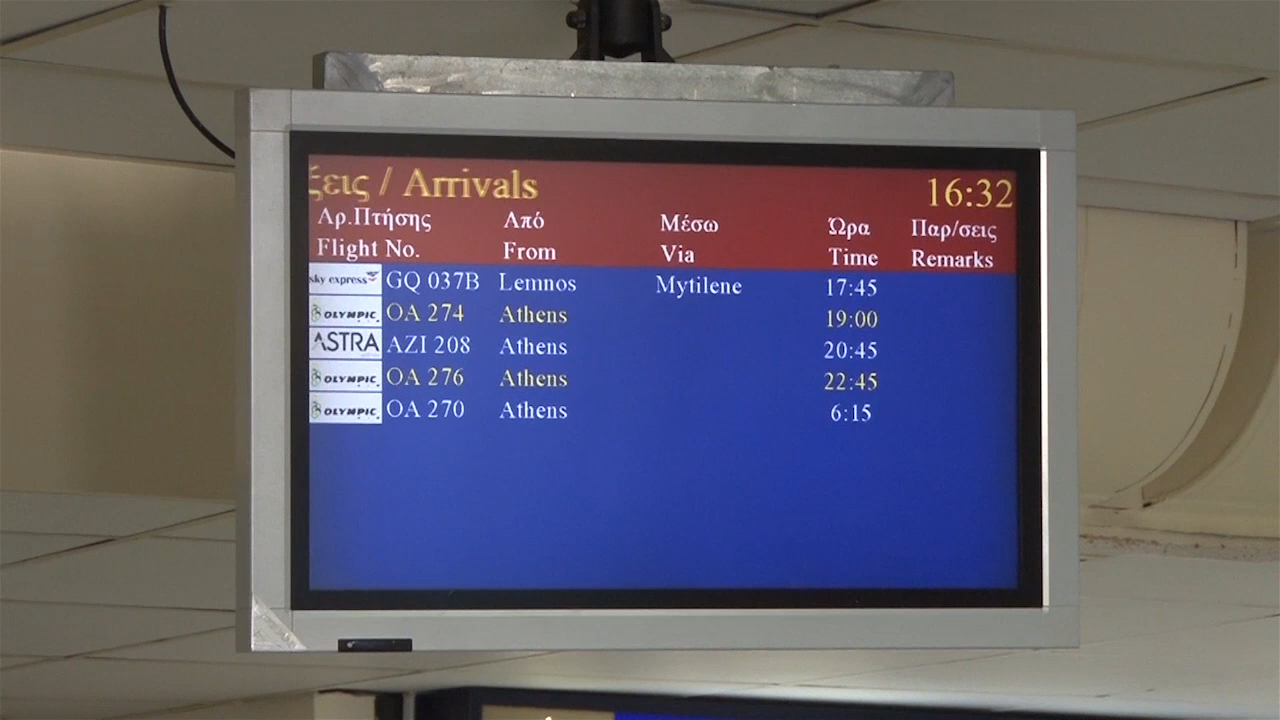 ξεις / Arrivals 16:32
Αρ.Πτήσης Από Μέσω Ώρα Παρ/σεις
Flight No. From Via Time Remarks
sky express GQ 037B Lemnos Mytilene 17:45
OLYMPIC OA 274 Athens 19:00
ASTRA AZI 208 Athens 20:45
OLYMPIC OA 276 Athens 22:45
OLYMPIC OA 270 Athens 6:15